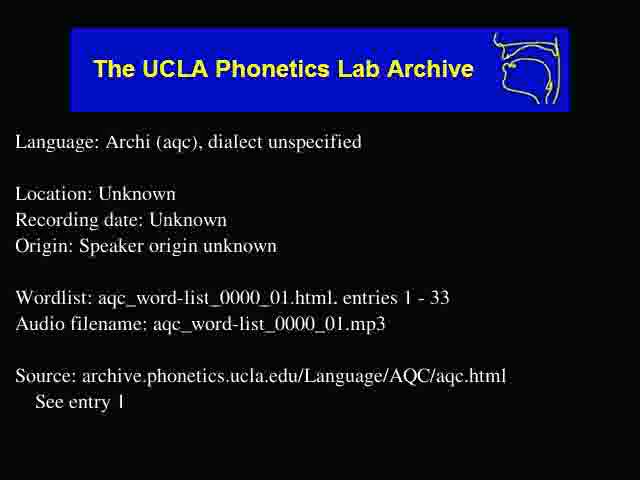 The UCLA Phonetics Lab Archive
Language: Archi (aqc), dialect unspecified
Location: Unknown
Recording date: Unknown
Origin: Speaker origin unknown
Wordlist: aqc_word-list_0000_01.html, entries 1 - 33
Audio filename: aqc_word-list_0000_01.mp3
Source: archive.phonetics.ucla.edu/Language/AQC/aqc.html
See entry 1